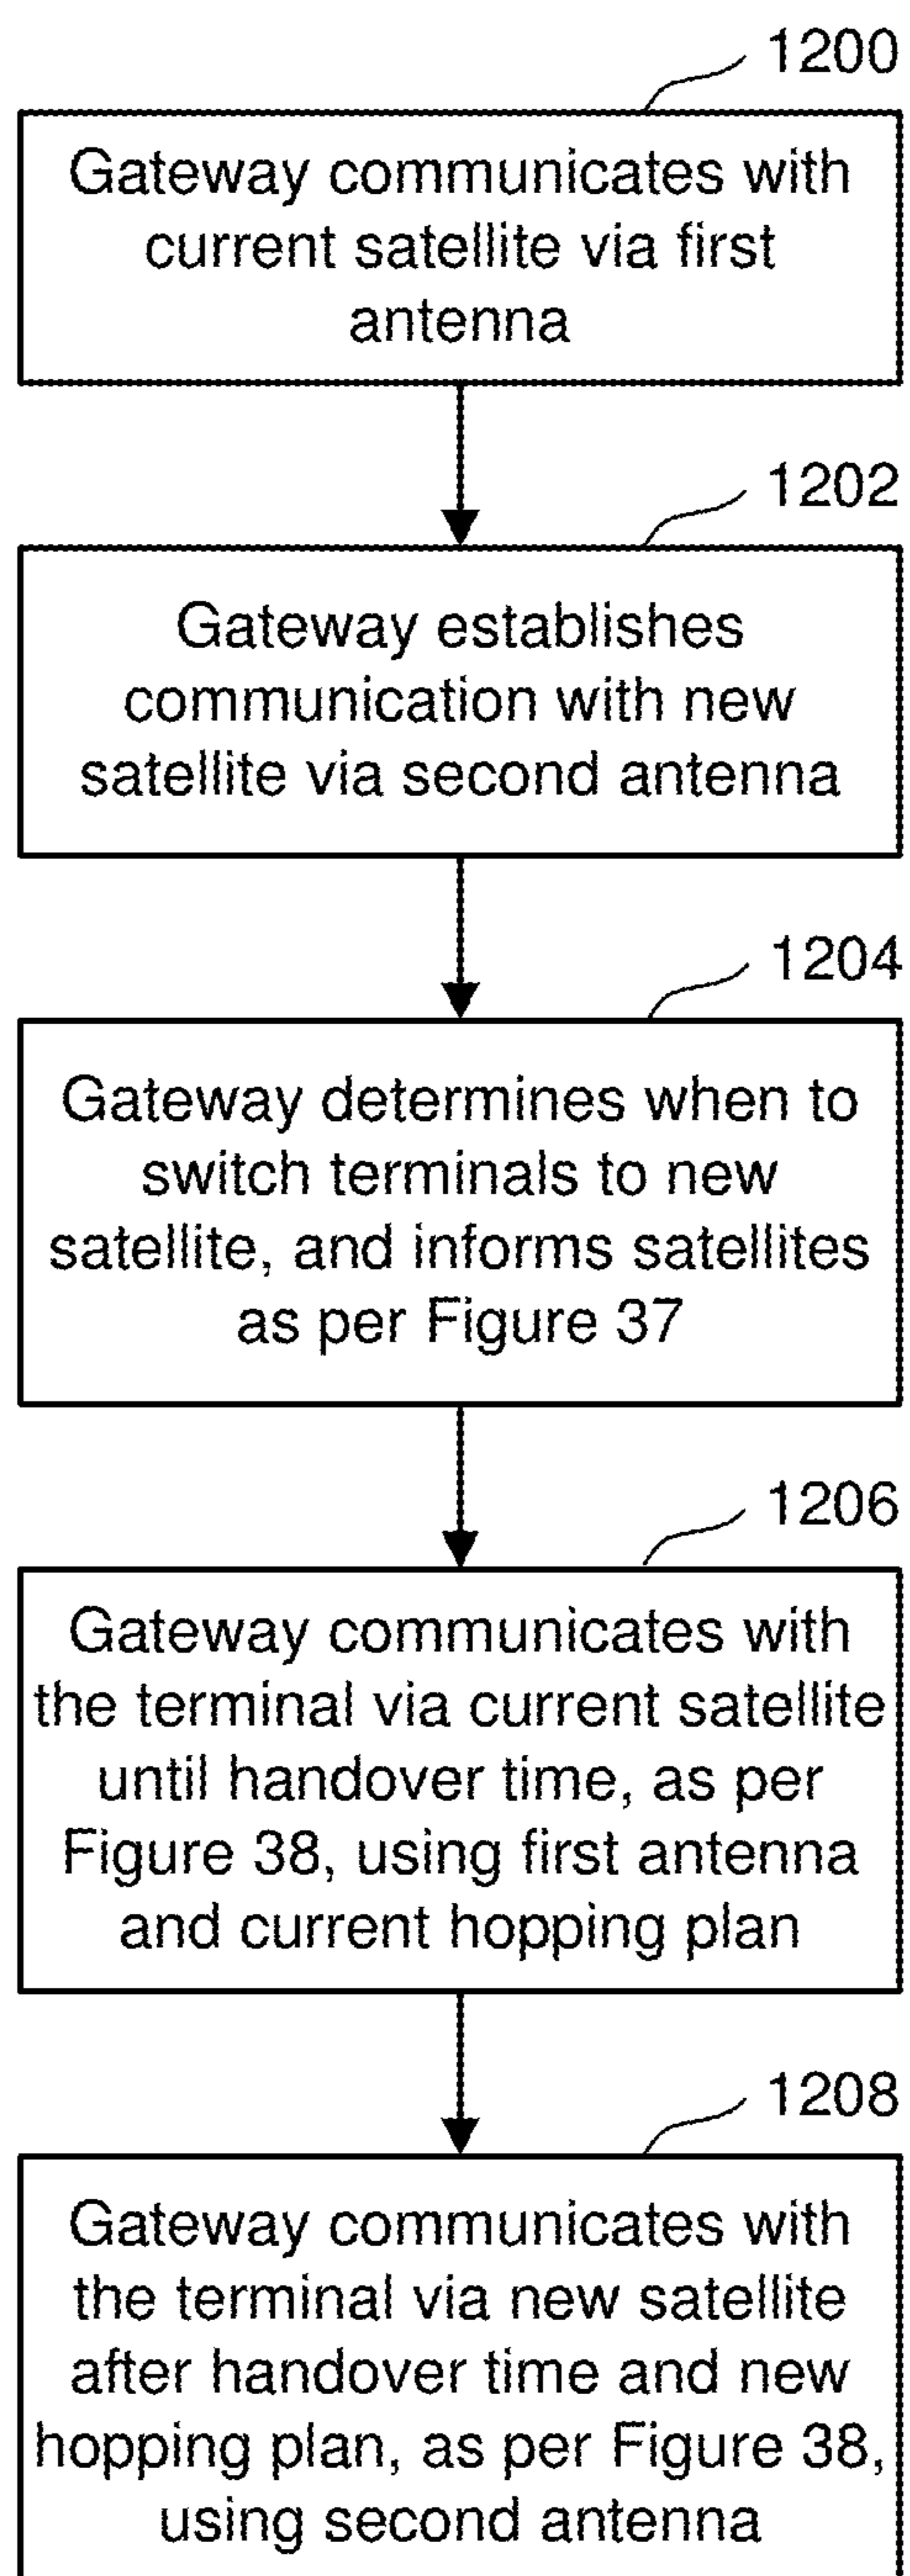 1200
Gateway communicates with
current satellite via first
antenna
1202
Gateway establishes
communication with new
satellite via second antenna
1204
Gateway determines when to
switch terminals to new
satellite, and informs satellites
as per Figure 37
1206
Gateway communicates with
the terminal via current satellite
until handover time, as per
Figure 38, using first antenna
and current hopping plan
1208
Gateway communicates with
the terminal via new satellite
after handover time and new
hopping plan, as per Figure 38,
using second antenna